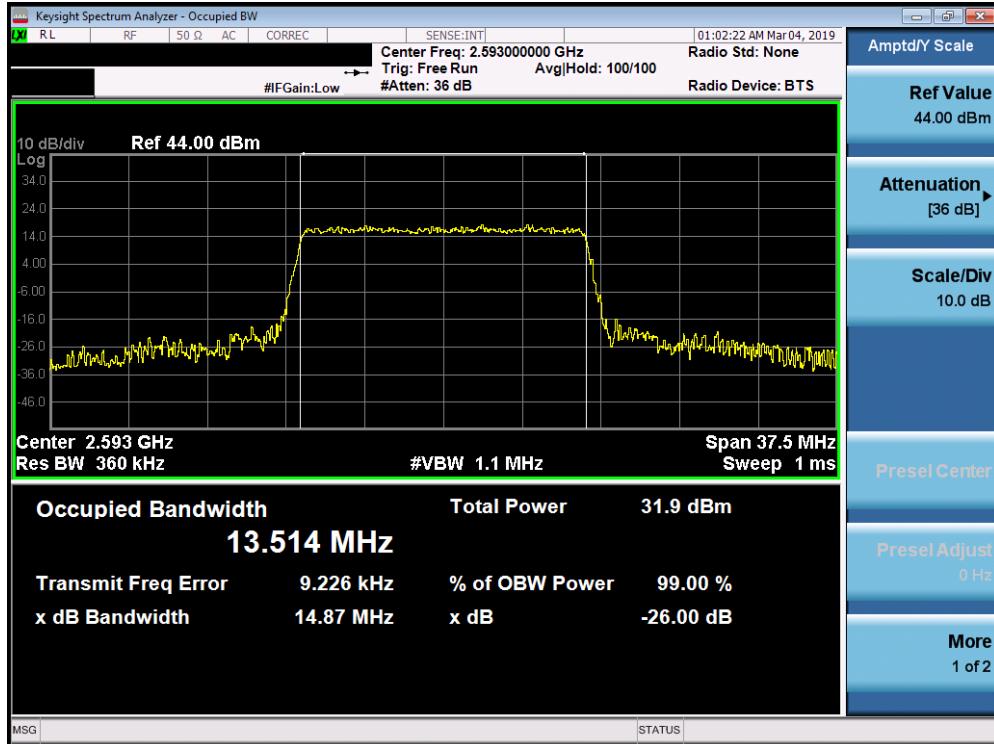 Keysight Spectrum Analyzer - Occupied BW
LXI RL RF 50 Ω AC CORREC SENSE:INT 01:02:22 AM Mar 04, 2019
Center Freq: 2.593000000 GHz Radio Std: None
Trig: Free Run Avg|Hold: 100/100
#IFGain:Low #Atten: 36 dB Radio Device: BTS
10 dB/div Ref 44.00 dBm
Log
34.0
24.0
14.0
4.00
-6.00
-16.0
-26.0
-36.0
-46.0
Center 2.593 GHz Span 37.5 MHz
Res BW 360 kHz #VBW 1.1 MHz Sweep 1 ms
Occupied Bandwidth Total Power 31.9 dBm
13.514 MHz
Transmit Freq Error 9.226 kHz % of OBW Power 99.00 %
x dB Bandwidth 14.87 MHz x dB -26.00 dB
MSG STATUS
Amptd/Y Scale
Ref Value
44.00 dBm
Attenuation
[36 dB]
Scale/Div
10.0 dB
Presel Center
Presel Adjust
0 Hz
More
1 of 2